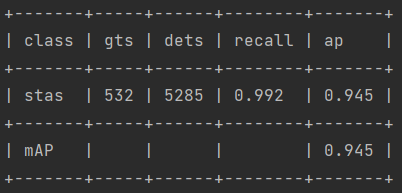 +-------+-----+------+--------+-------+
| class | gts | dets | recall | ap    |
+-------+-----+------+--------+-------+
| stas  | 532 | 5285 | 0.992  | 0.945 |
+-------+-----+------+--------+-------+
| mAP   |     |      |        | 0.945 |
+-------+-----+------+--------+-------+